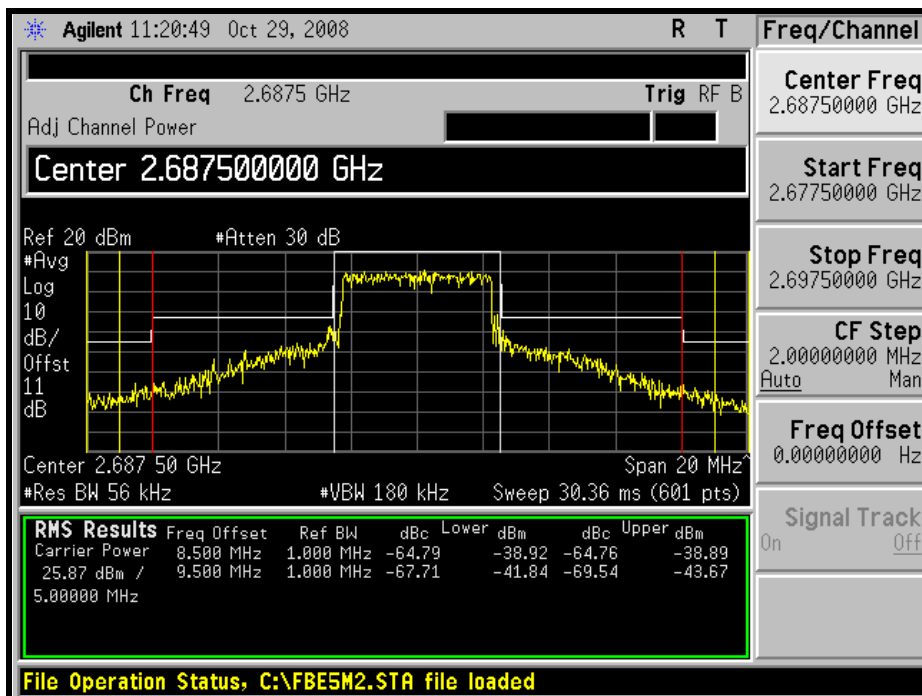 Agilent 11:20:49 Oct 29, 2008 R T
Ch Freq 2.6875 GHz Trig RF B
Adj Channel Power
Center 2.687500000 GHz
Ref 20 dBm #Atten 30 dB
#Avg
Log
10
dB/
Offst
11
dB
Center 2.687 50 GHz Span 20 MHz^
#Res BW 56 kHz #VBW 180 kHz Sweep 30.36 ms (601 pts)
RMS Results Freq Offset Ref BW dBc Lower dBm dBc Upper dBm
Carrier Power 8.500 MHz 1.000 MHz -64.79 -38.92 -64.76 -38.89
25.87 dBm / 9.500 MHz 1.000 MHz -67.71 -41.84 -69.54 -43.67
5.00000 MHz
File Operation Status, C:\FBE5M2.STA file loaded
Freq/Channel
Center Freq
2.68750000 GHz
Start Freq
2.67750000 GHz
Stop Freq
2.69750000 GHz
CF Step
2.00000000 MHz
Auto Man
Freq Offset
0.00000000 Hz
Signal Track
On Off